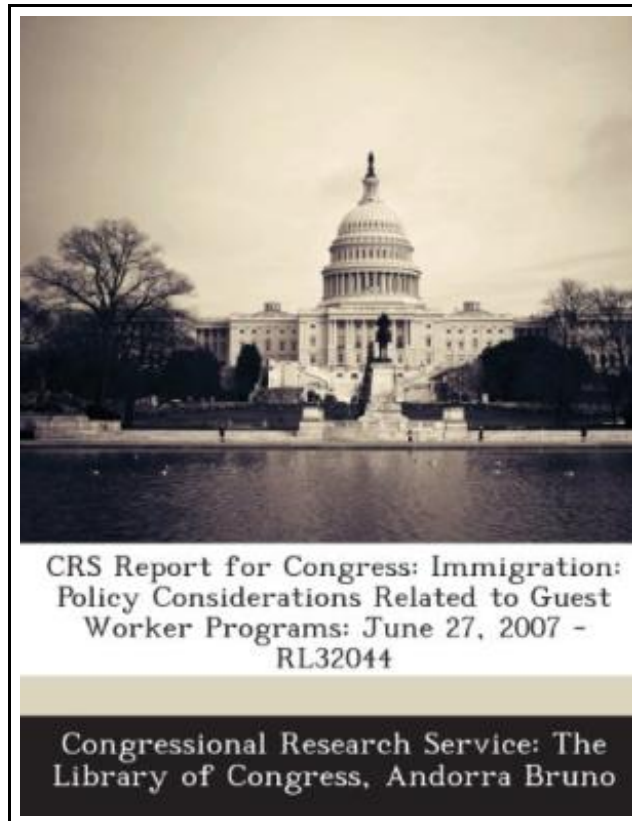 CRS Report for Congress: Immigration:
Policy Considerations Related to Guest
Worker Programs: June 27, 2007 -
RL32044
Congressional Research Service: The
Library of Congress, Andorra Bruno